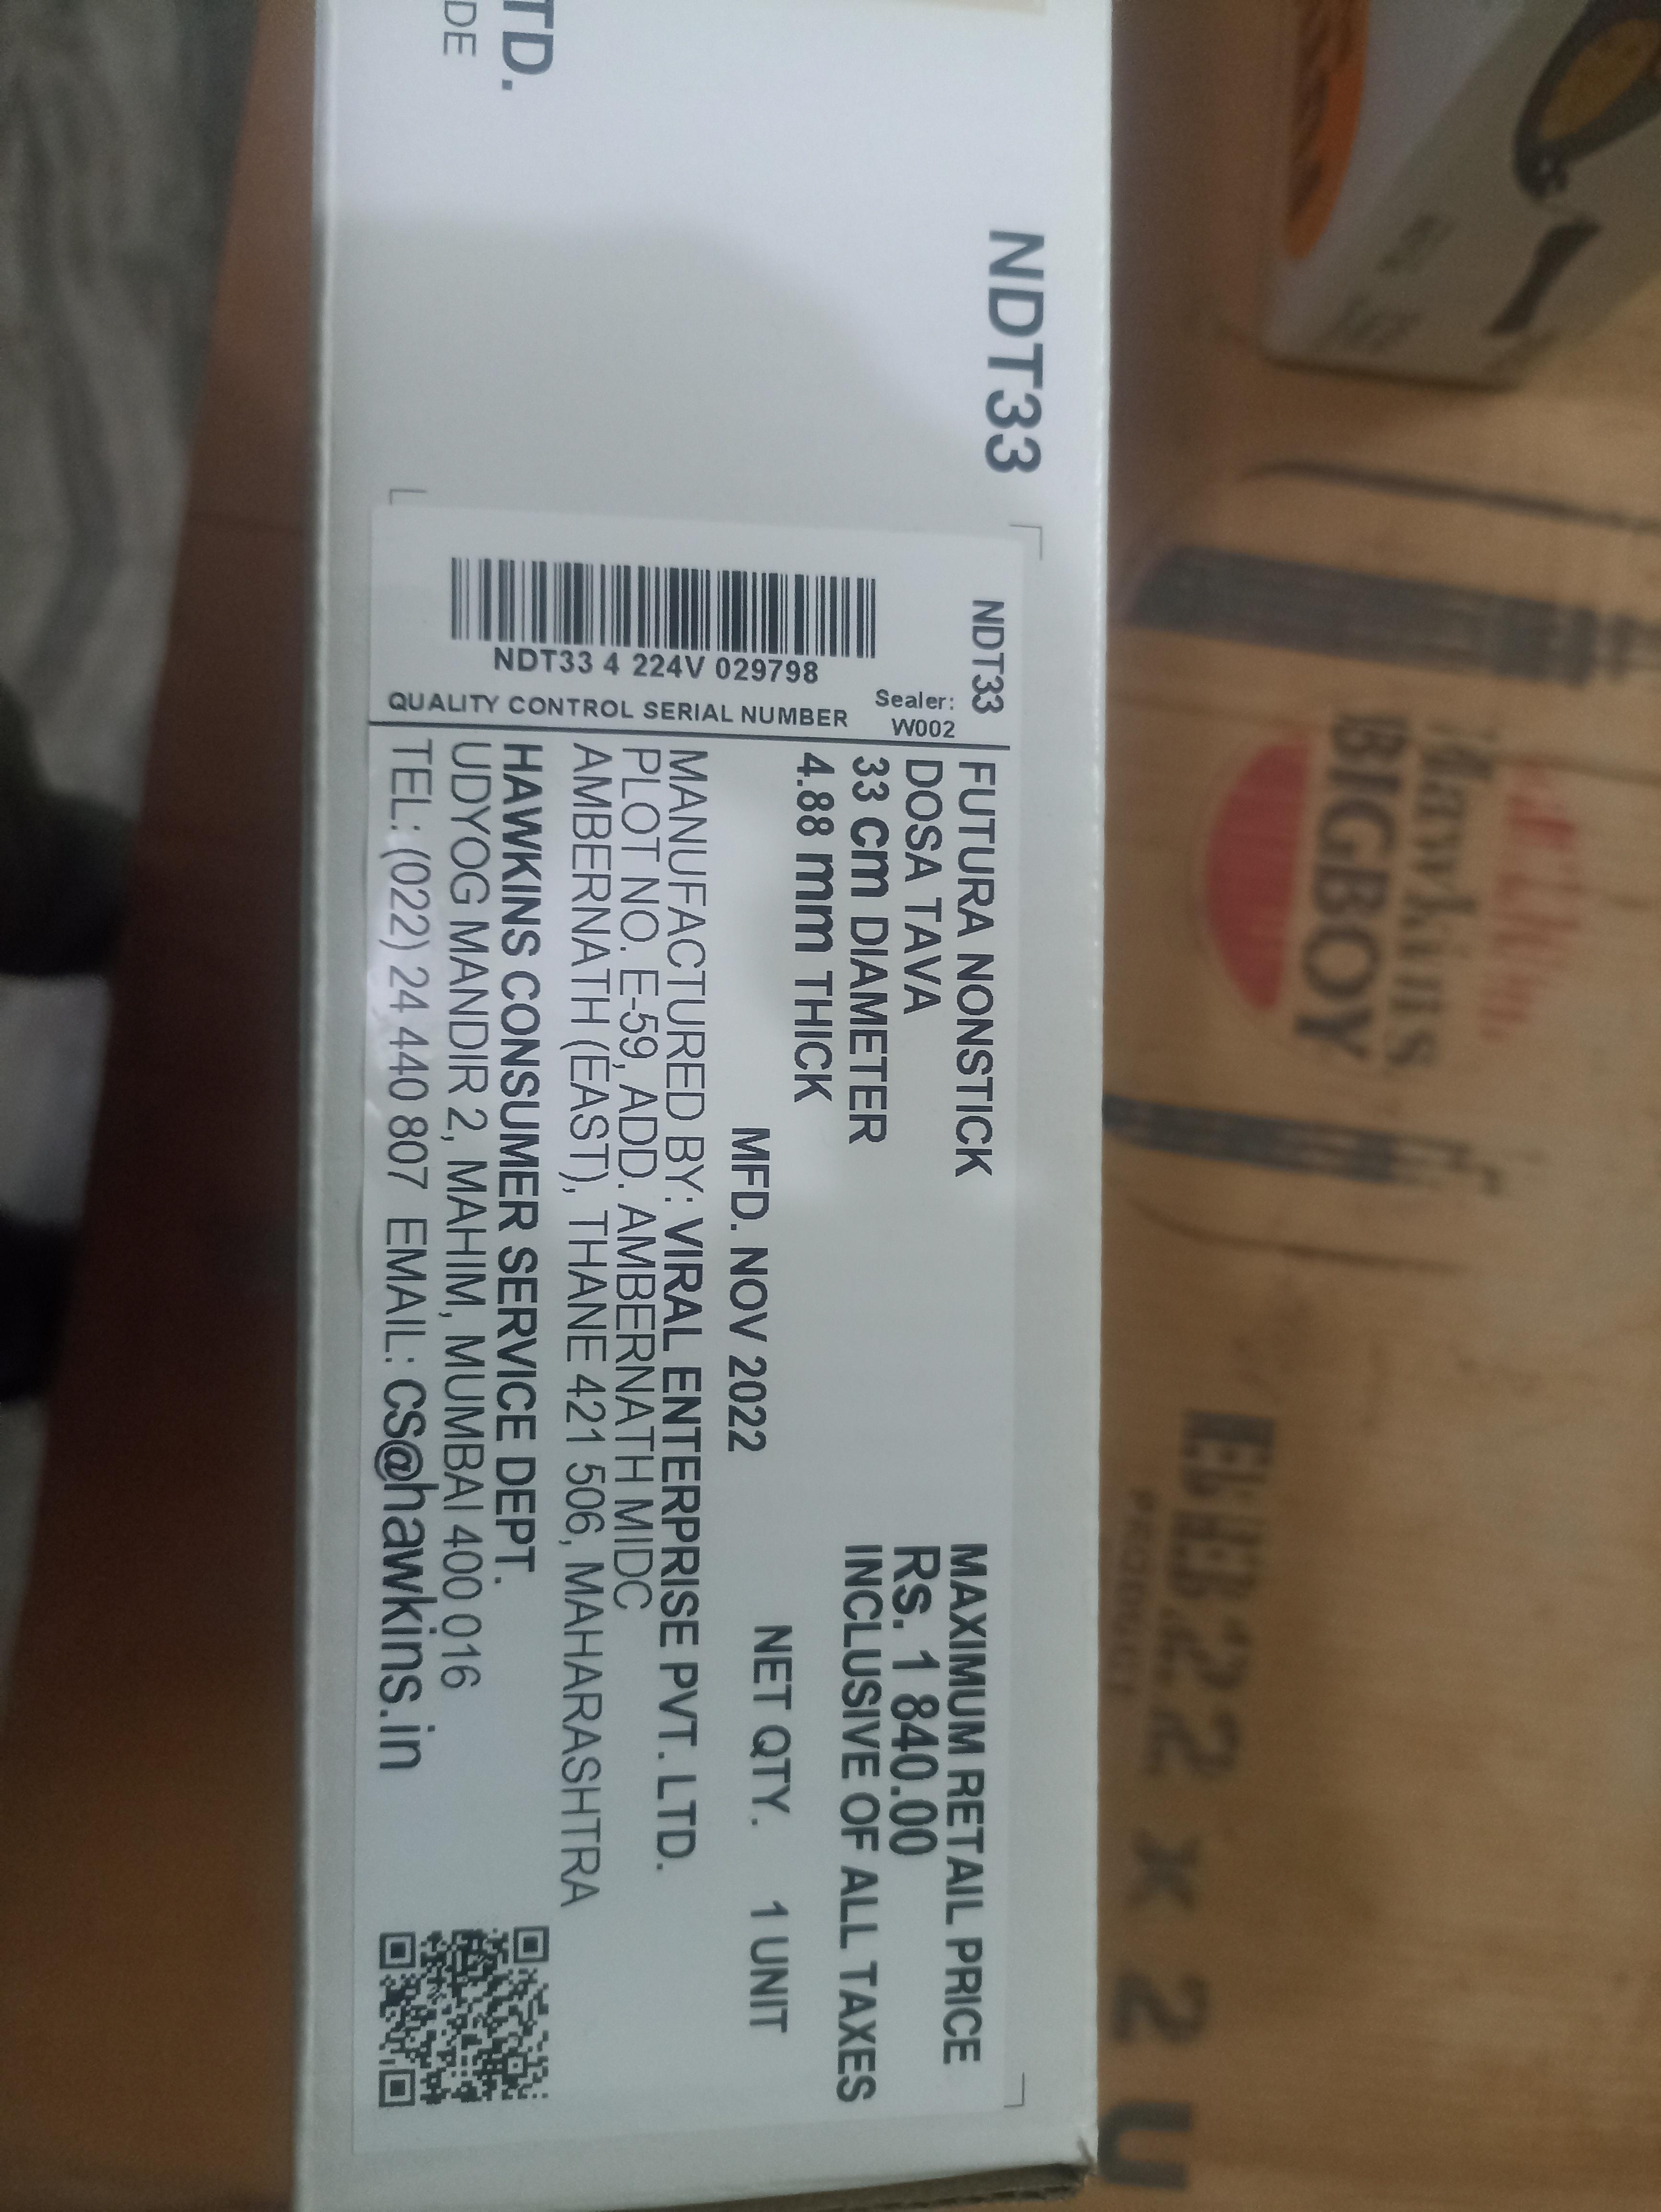 TD.
DE
NDT33
NDT33
NDT33 4 224V 029798
QUALITY CONTROL SERIAL NUMBER
Sealer:
W002
FUTURA NONSTICK
DOSA TAVA
33 Cm DIAMETER
4.88 mm THICK
MAXIMUM RETAIL PRICE
Rs. 1 840.00
INCLUSIVE OF ALL TAXES
MFD. NOV 2022
NET QTY. 1 UNIT
MANUFACTURED BY: VIRAL ENTERPRISE PVT. LTD.
PLOT NO. E-59, ADD. AMBERNATH MIDC
AMBERNATH (EAST), THANE 421 506, MAHARASHTRA
HAWKINS CONSUMER SERVICE DEPT.
UDYOG MANDIR 2, MAHIM, MUMBAI 400 016
TEL: (022) 24 440 807 EMAIL: CS@hawkins.in
Hawkins
BIGBOY
x 2 U